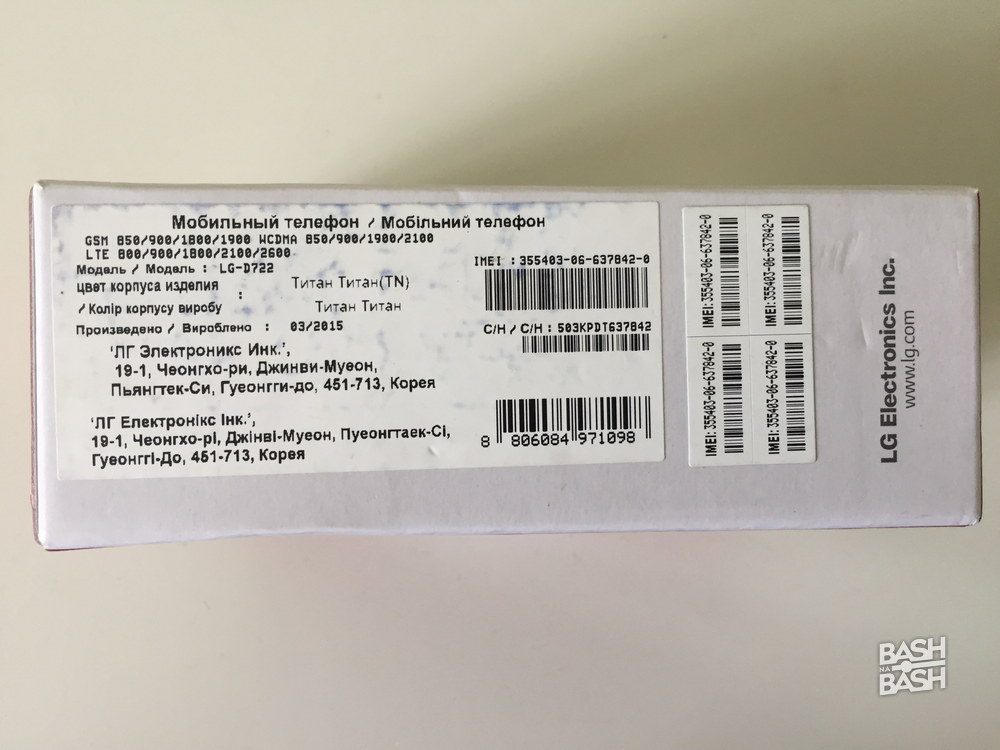 Мобильный телефон / Мобільний телефон
GSM 850/900/1800/1900 WCDMA 850/900/1900/2100
LTE 800/900/1800/2100/2600
Модель / Модель : LG-D722
цвет корпуса изделия : Титан Титан(TN)
/ Колір корпусу виробу Титан Титан
Произведено / Вироблено : 03/2015
'ЛГ Электроникс Инк.',
19-1, Чеонгхо-ри, Джинви-Муеон,
Пьянгтек-Си, Гуеонгги-до, 451-713, Корея
'ЛГ Електронікс Інк.',
19-1, Чеонгхо-рі, Джінві-Муеон, Пуеонгтаек-Сі,
Гуеонггі-До, 451-713, Корея
IMEI : 355403-06-637842-0
С/Н / С/Н : 503KPDT637842
8 806084 971098
IMEI: 355403-06-637842-0
IMEI: 355403-06-637842-0
IMEI: 355403-06-637842-0
IMEI: 355403-06-637842-0
LG Electronics Inc.
www.lg.com
BASH
NA
BASH